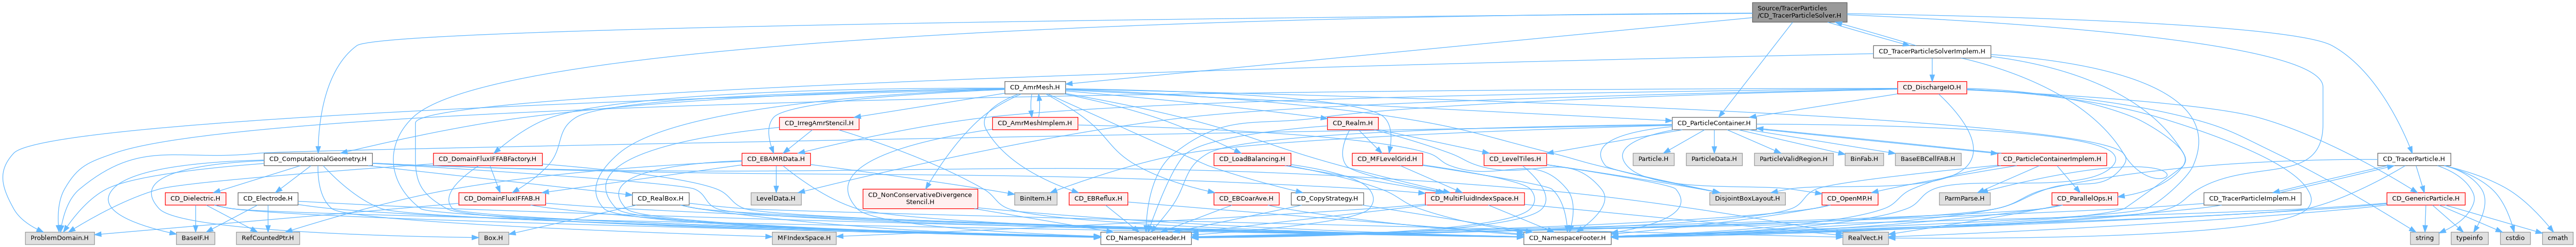 Source/TracerParticles
/CD_TracerParticleSolver.H
CD_TracerParticleSolverImplem.H
CD_AmrMesh.H
CD_DischargeIO.H
CD_IrregAmrStencil.H
CD_AmrMeshImplem.H
CD_Realm.H
CD_ParticleContainer.H
CD_ComputationalGeometry.H
CD_DomainFluxIFFABFactory.H
CD_EBAMRData.H
CD_LoadBalancing.H
CD_MFLevelGrid.H
CD_LevelTiles.H
Particle.H
ParticleData.H
ParticleValidRegion.H
BinFab.H
BaseEBCellFAB.H
CD_ParticleContainerImplem.H
CD_TracerParticle.H
CD_Dielectric.H
CD_Electrode.H
CD_RealBox.H
CD_DomainFluxIFFAB.H
LevelData.H
CD_NonConservativeDivergence
Stencil.H
BinItem.H
CD_EBReflux.H
CD_EBCoarAve.H
CD_CopyStrategy.H
CD_MultiFluidIndexSpace.H
DisjointBoxLayout.H
CD_OpenMP.H
ParmParse.H
CD_ParallelOps.H
CD_TracerParticleImplem.H
CD_GenericParticle.H
ProblemDomain.H
BaseIF.H
RefCountedPtr.H
Box.H
MFIndexSpace.H
CD_NamespaceHeader.H
CD_NamespaceFooter.H
RealVect.H
string
typeinfo
cstdio
cmath